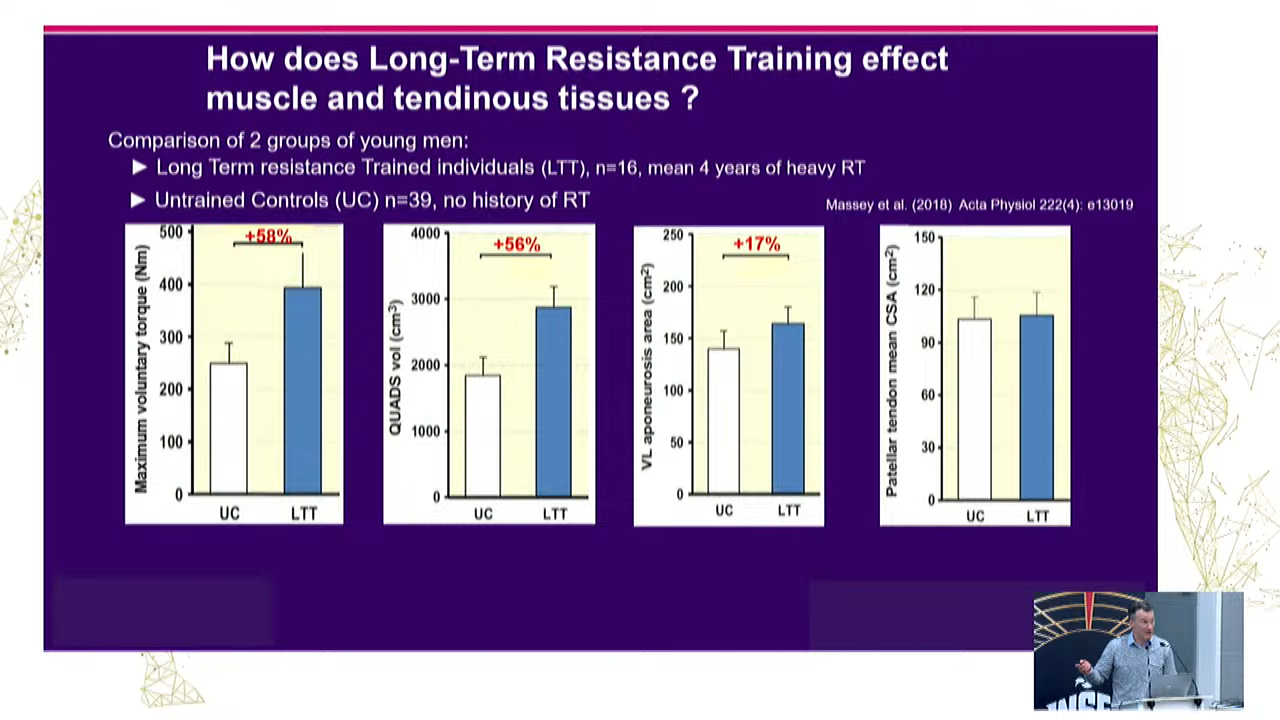 How does Long-Term Resistance Training effect
muscle and tendinous tissues ?
Comparison of 2 groups of young men:
► Long Term resistance Trained individuals (LTT), n=16, mean 4 years of heavy RT
► Untrained Controls (UC) n=39, no history of RT
Massey et al. (2018) Acta Physiol 222(4): e13019
Maximum voluntary torque (Nm)
500
400
300
200
100
0
+58%
UC LTT
QUADS vol (cm³)
4000
3000
2000
1000
0
+56%
UC LTT
VL aponeurosis area (cm²)
250
200
150
100
50
0
+17%
UC LTT
Patellar tendon mean CSA (cm²)
150
120
90
60
30
0
UC LTT